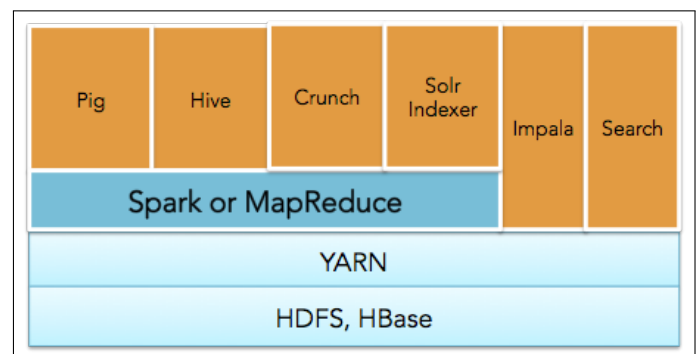 Pig
Hive
Crunch
Solr
Indexer
Impala
Search
Spark or MapReduce
YARN
HDFS, HBase